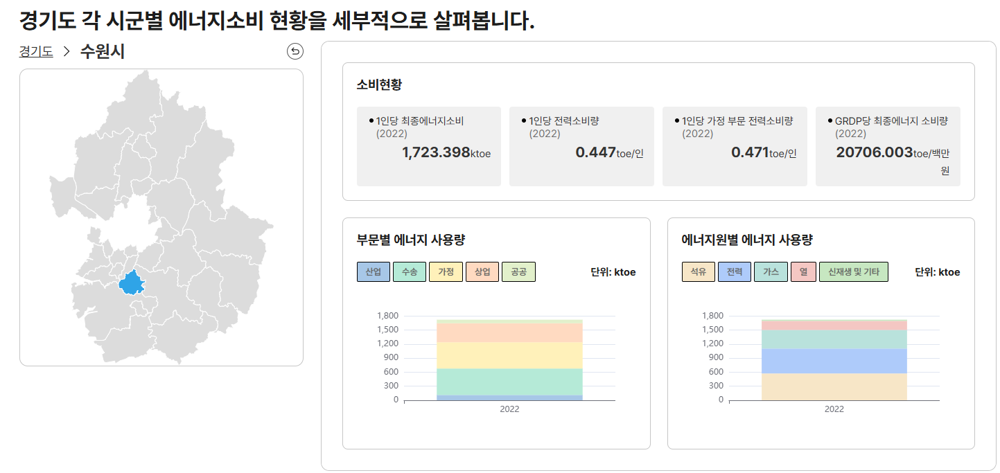 경기도 각 시군별 에너지소비 현황을 세부적으로 살펴봅니다.
경기도 > 수원시
소비현황
• 1인당 최종에너지소비
(2022)
1,723.398ktoe
• 1인당 전력소비량
(2022)
0.447toe/인
• 1인당 가정 부문 전력소비량
(2022)
0.471toe/인
• GRDP당 최종에너지 소비량
(2022)
20706.003toe/백만
원
부문별 에너지 사용량
산업 수송 가정 상업 공공 단위: ktoe
1,800
1,500
1,200
900
600
300
0
2022
에너지원별 에너지 사용량
석유 전력 가스 열 신재생 및 기타 단위: ktoe
1,800
1,500
1,200
900
600
300
0
2022